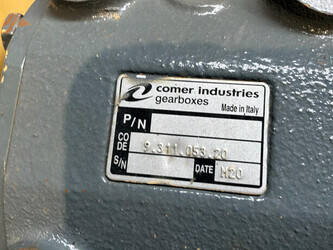 comer industries
gearboxes
Made in Italy
P/N
CODE 9.311.053.20
S/N DATE M20